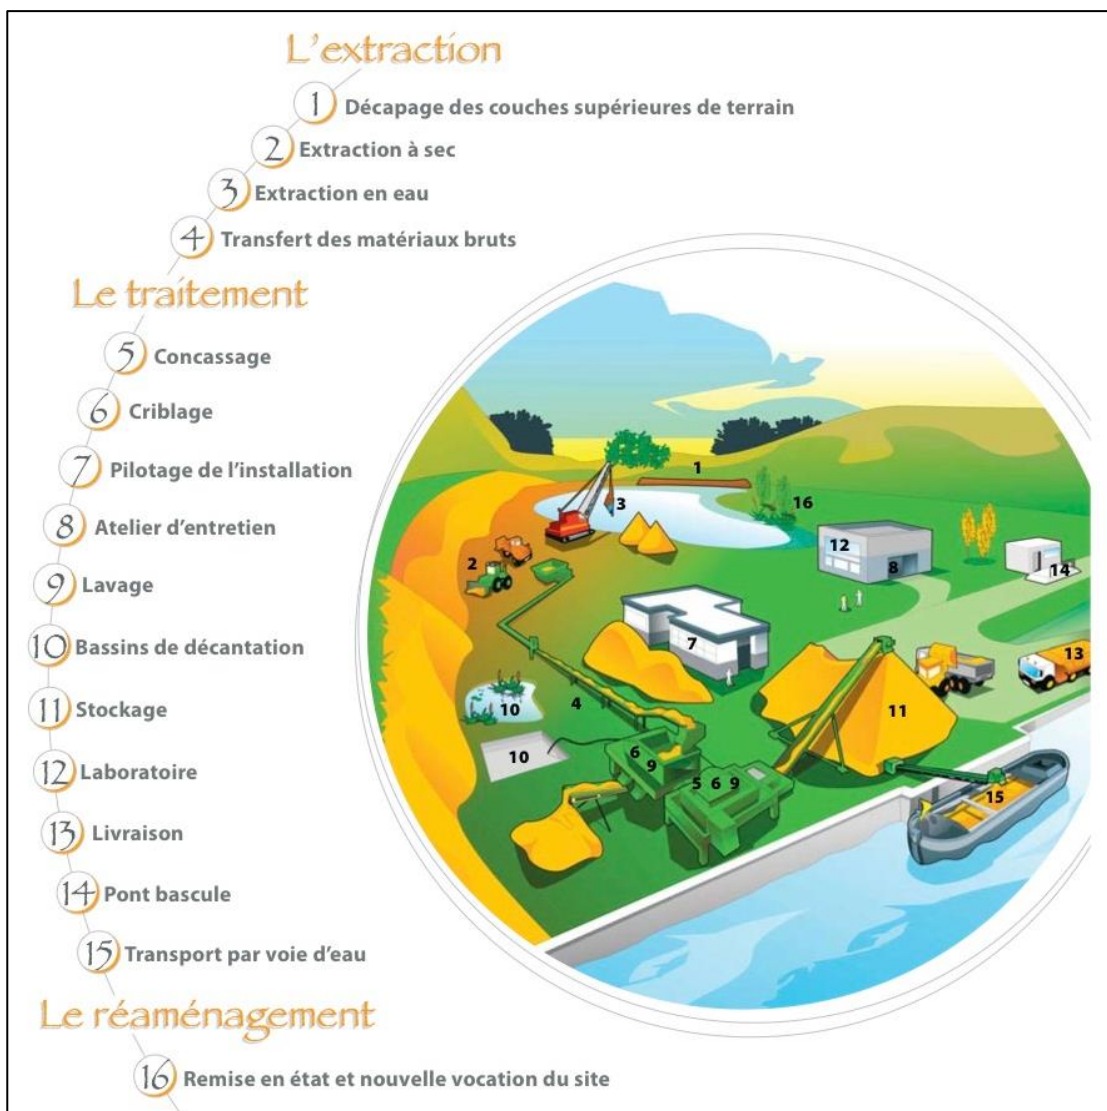 L'extraction
1 Décapage des couches supérieures de terrain
2 Extraction à sec
3 Extraction en eau
4 Transfert des matériaux bruts
Le traitement
5 Concassage
6 Criblage
7 Pilotage de l'installation
8 Atelier d'entretien
9 Lavage
10 Bassins de décantation
11 Stockage
12 Laboratoire
13 Livraison
14 Pont bascule
15 Transport par voie d'eau
Le réaménagement
16 Remise en état et nouvelle vocation du site
1
3
16
12
2
8
14
7
13
10
4
11
10
6
9
5 6 9
15